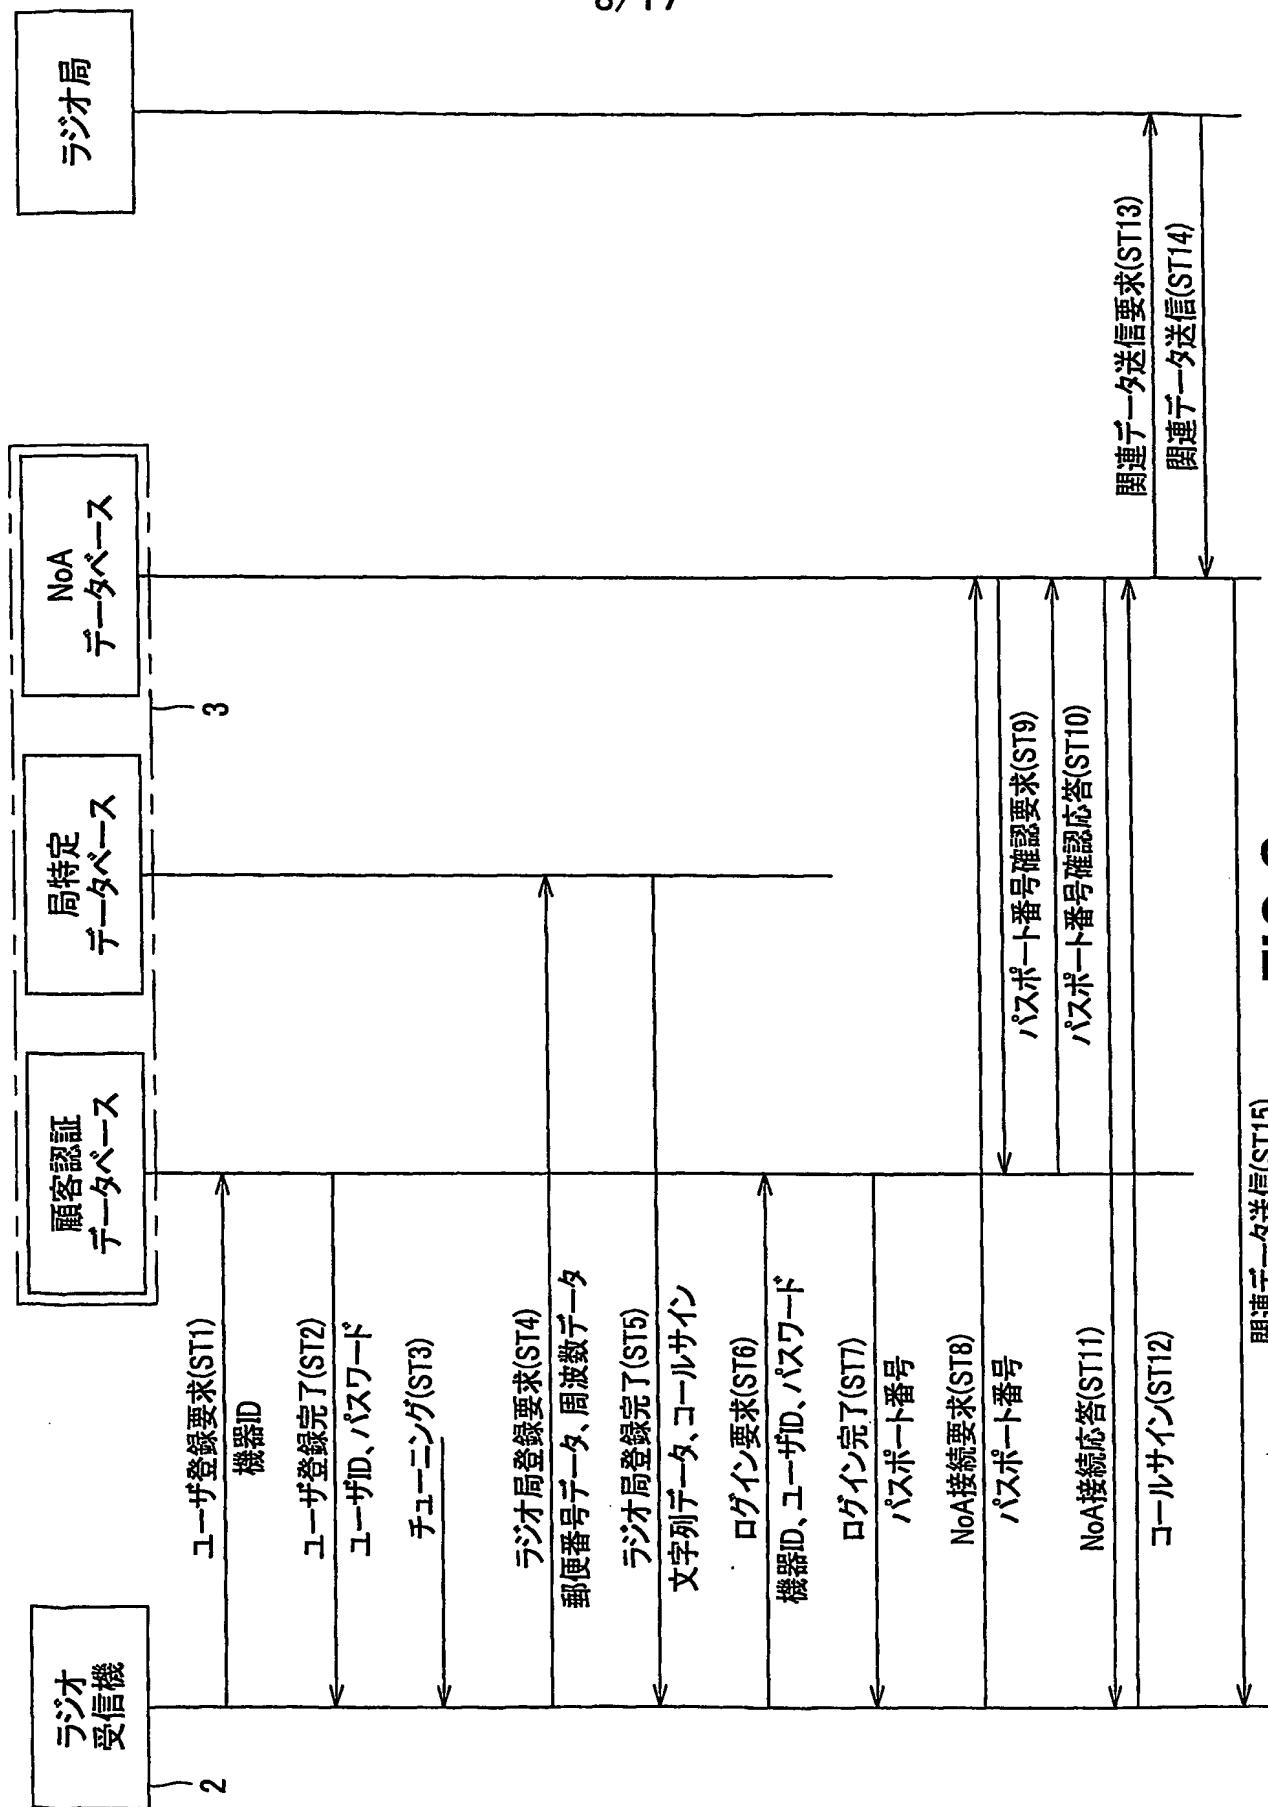 ラジオ
受信機
2
顧客認証
データベース
局特定
データベース
NoA
データベース
3
ラジオ局
ユーザ登録要求(ST1)
機器ID
ユーザ登録完了(ST2)
ユーザID、パスワード
チューニング(ST3)
ラジオ局登録要求(ST4)
郵便番号データ、周波数データ
ラジオ局登録完了(ST5)
文字列データ、コールサイン
ログイン要求(ST6)
機器ID、ユーザID、パスワード
ログイン完了(ST7)
パスポート番号
NoA接続要求(ST8)
パスポート番号
パスポート番号確認要求(ST9)
パスポート番号確認応答(ST10)
NoA接続応答(ST11)
コールサイン(ST12)
関連データ送信要求(ST13)
関連データ送信(ST14)
関連データ送信(ST15)